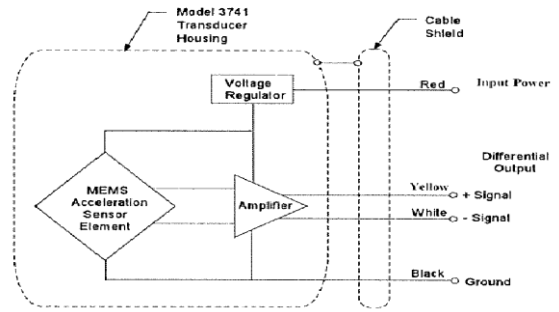 Model 3741
Transducer
Housing
Cable
Shield
Voltage
Regulator
Red
Input Power
Differential
Output
MEMS
Acceleration
Sensor
Element
Amplifier
Yellow
+ Signal
White
- Signal
Black
Ground